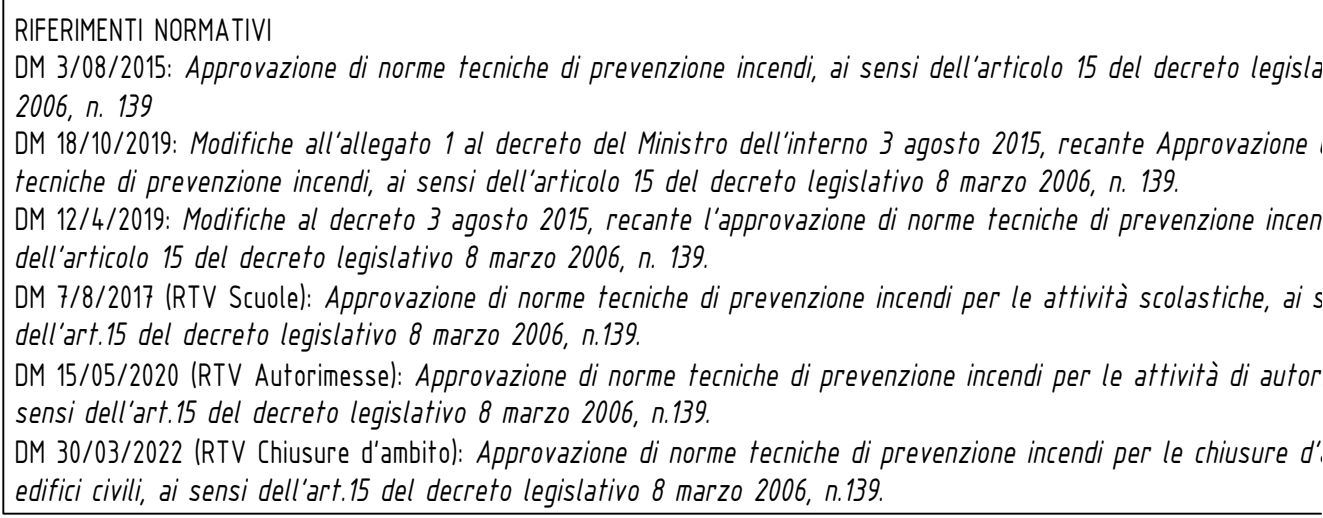 RIFERIMENTI NORMATIVI
DM 3/08/2015: Approvazione di norme tecniche di prevenzione incendi, ai sensi dell'articolo 15 del decreto legisla
2006, n. 139
DM 18/10/2019: Modifiche all'allegato 1 al decreto del Ministro dell'interno 3 agosto 2015, recante Approvazione
tecniche di prevenzione incendi, ai sensi dell'articolo 15 del decreto legislativo 8 marzo 2006, n. 139.
DM 12/4/2019: Modifiche al decreto 3 agosto 2015, recante l'approvazione di norme tecniche di prevenzione incen
dell'articolo 15 del decreto legislativo 8 marzo 2006, n. 139.
DM 7/8/2017 (RTV Scuole): Approvazione di norme tecniche di prevenzione incendi per le attività scolastiche, ai s
dell'art.15 del decreto legislativo 8 marzo 2006, n.139.
DM 15/05/2020 (RTV Autorimesse): Approvazione di norme tecniche di prevenzione incendi per le attività di autor
sensi dell'art.15 del decreto legislativo 8 marzo 2006, n.139.
DM 30/03/2022 (RTV Chiusure d'ambito): Approvazione di norme tecniche di prevenzione incendi per le chiusure d'
edifici civili, ai sensi dell'art.15 del decreto legislativo 8 marzo 2006, n.139.